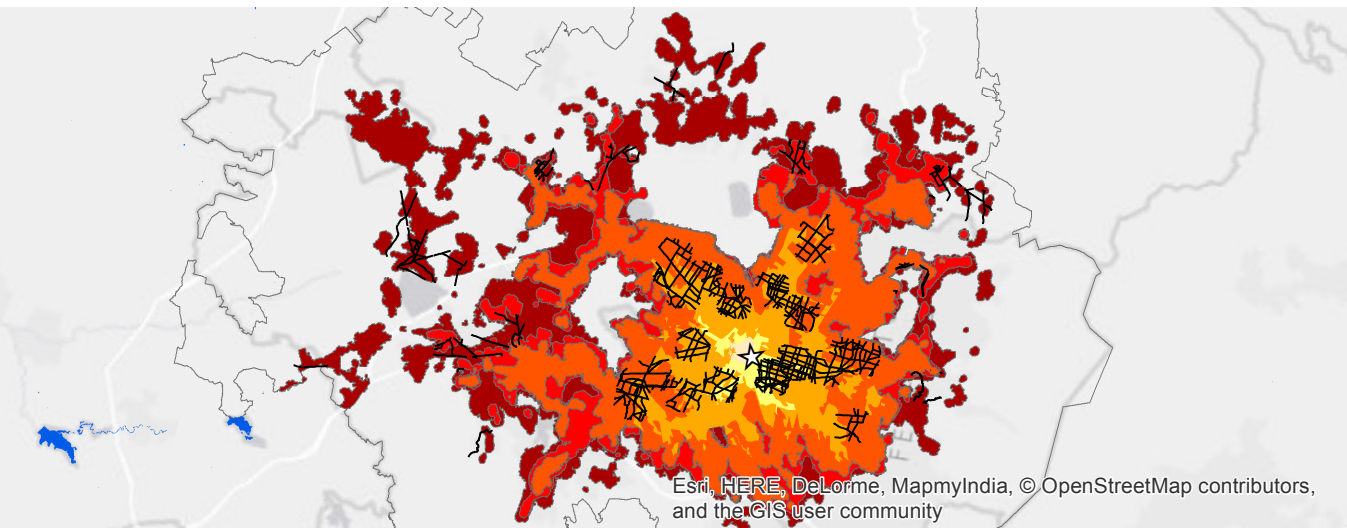 Esri, HERE, DeLorme, MapmyIndia, © OpenStreetMap contributors,
and the GIS user community